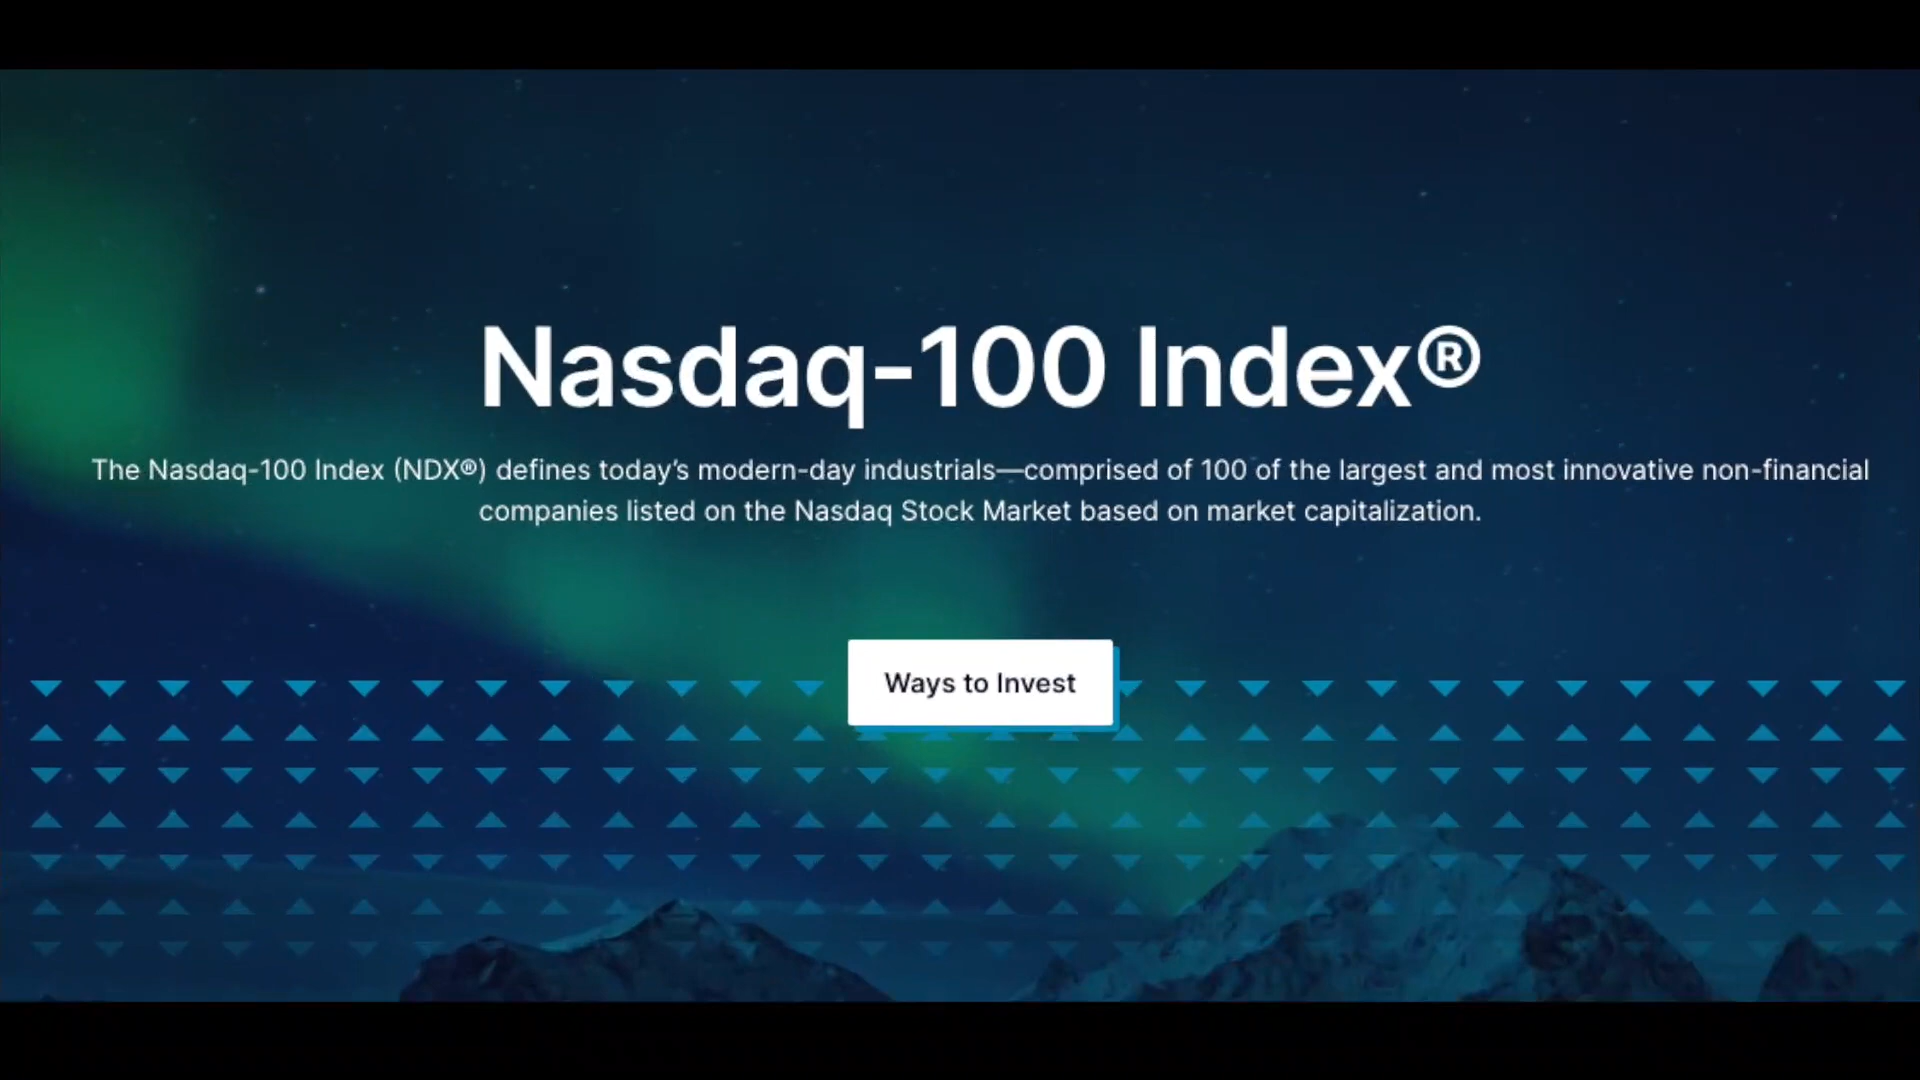 Nasdaq-100 Index®
The Nasdaq-100 Index (NDX®) defines today’s modern-day industrials—comprised of 100 of the largest and most innovative non-financial
companies listed on the Nasdaq Stock Market based on market capitalization.
Ways to Invest